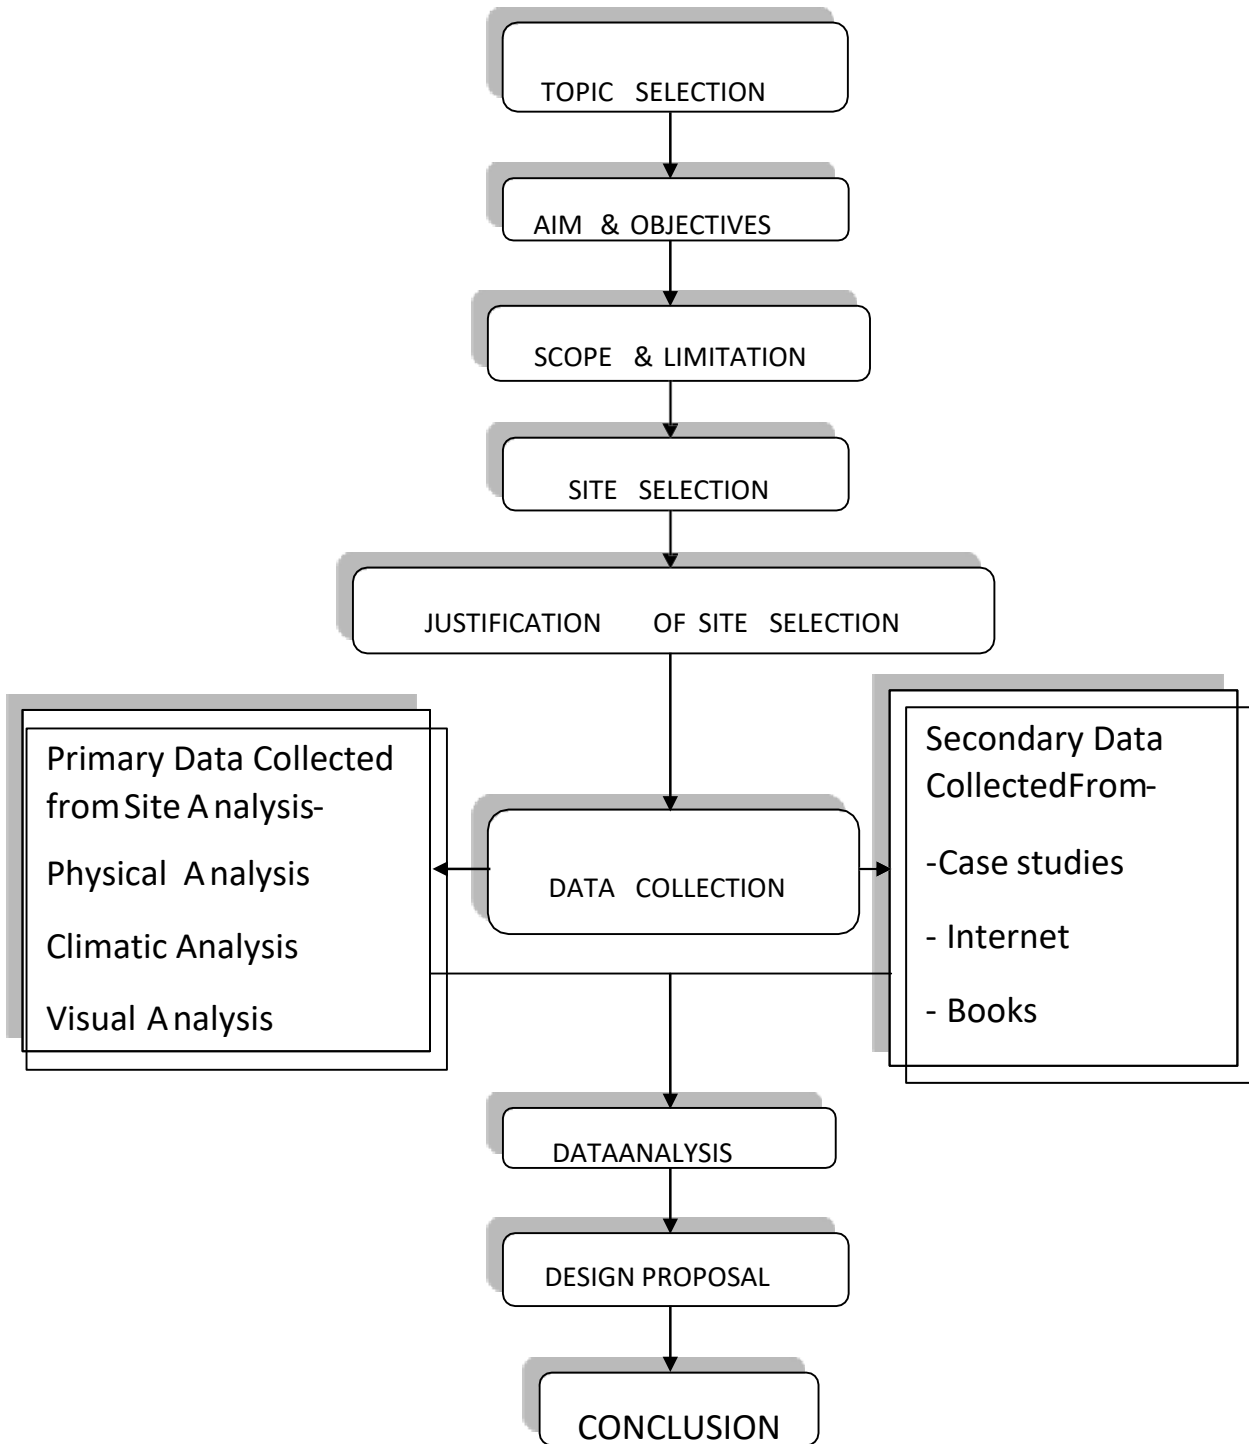 TOPIC SELECTION
AIM & OBJECTIVES
SCOPE & LIMITATION
SITE SELECTION
JUSTIFICATION OF SITE SELECTION
Primary Data Collected
from Site Analysis-
Physical Analysis
Climatic Analysis
Visual Analysis
DATA COLLECTION
Secondary Data
CollectedFrom-
-Case studies
- Internet
- Books
DATAANALYSIS
DESIGN PROPOSAL
CONCLUSION